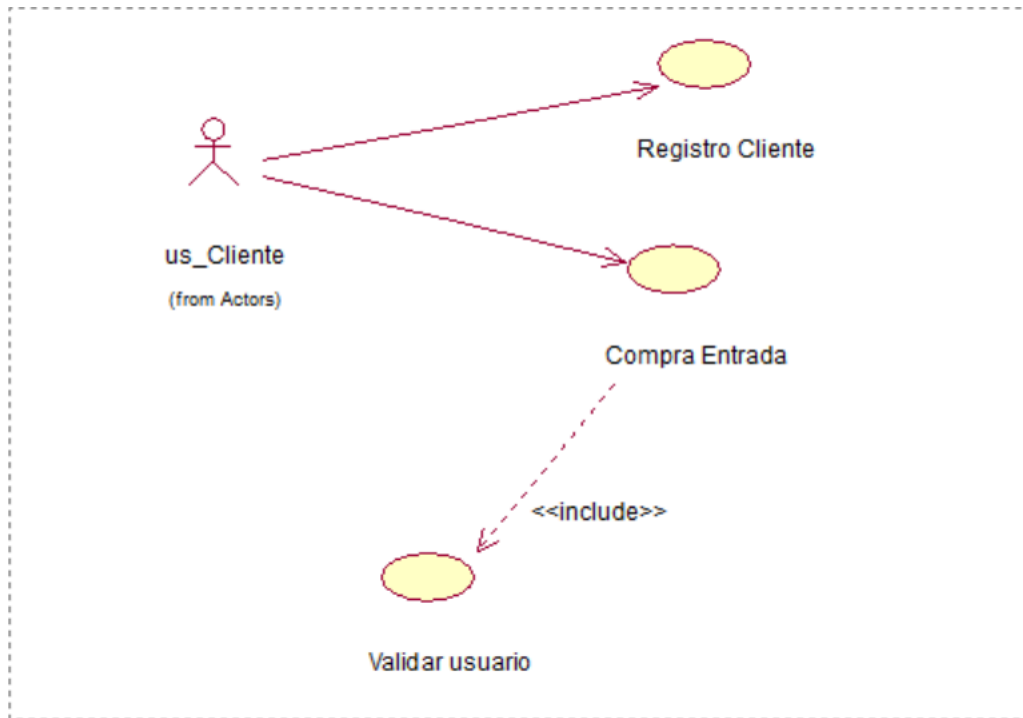 Registro Cliente
us_Cliente
(from Actors)
Compra Entrada
<<include>>
Validar usuario